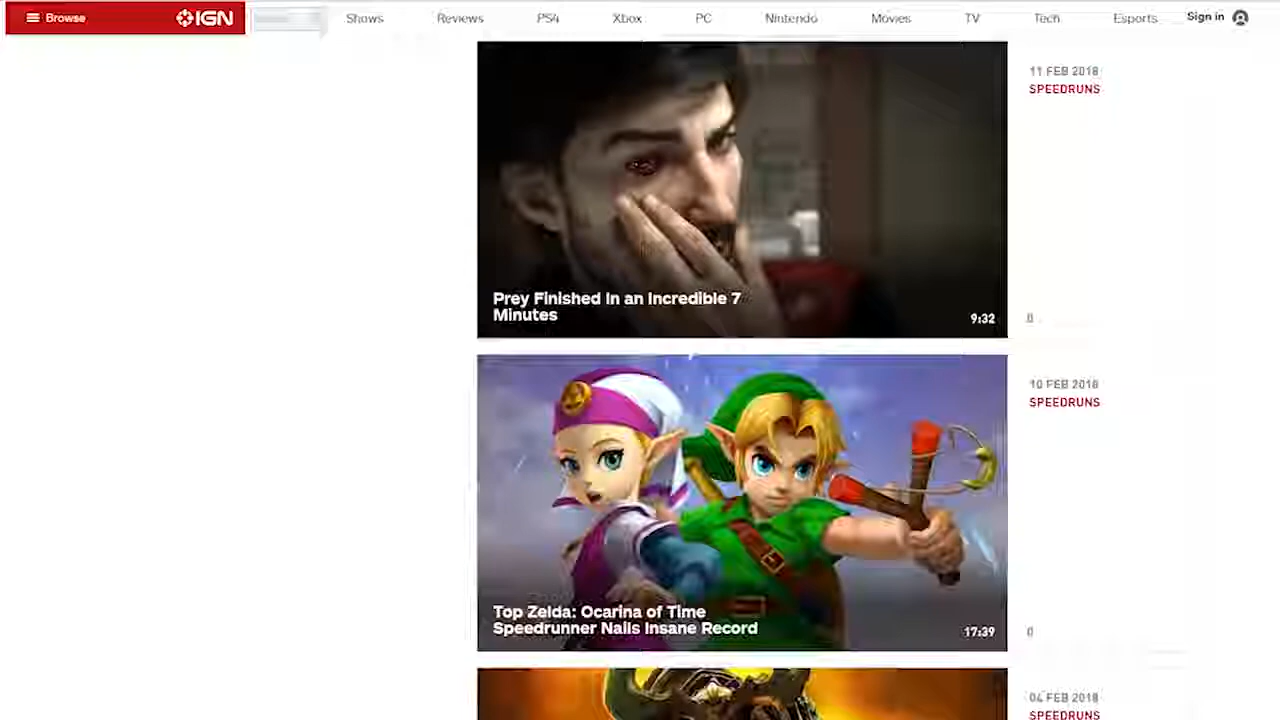 Browse
IGN
Shows
Reviews
PS4
Xbox
PC
Nintendo
Movies
TV
Tech
Esports
Sign in
11 FEB 2018
SPEEDRUNS
Prey Finished in an Incredible 7
Minutes
9:32
10 FEB 2018
SPEEDRUNS
Top Zelda: Ocarina of Time
Speedrunner Nails Insane Record
17:39
0
04 FEB 2018
SPEEDRUNS